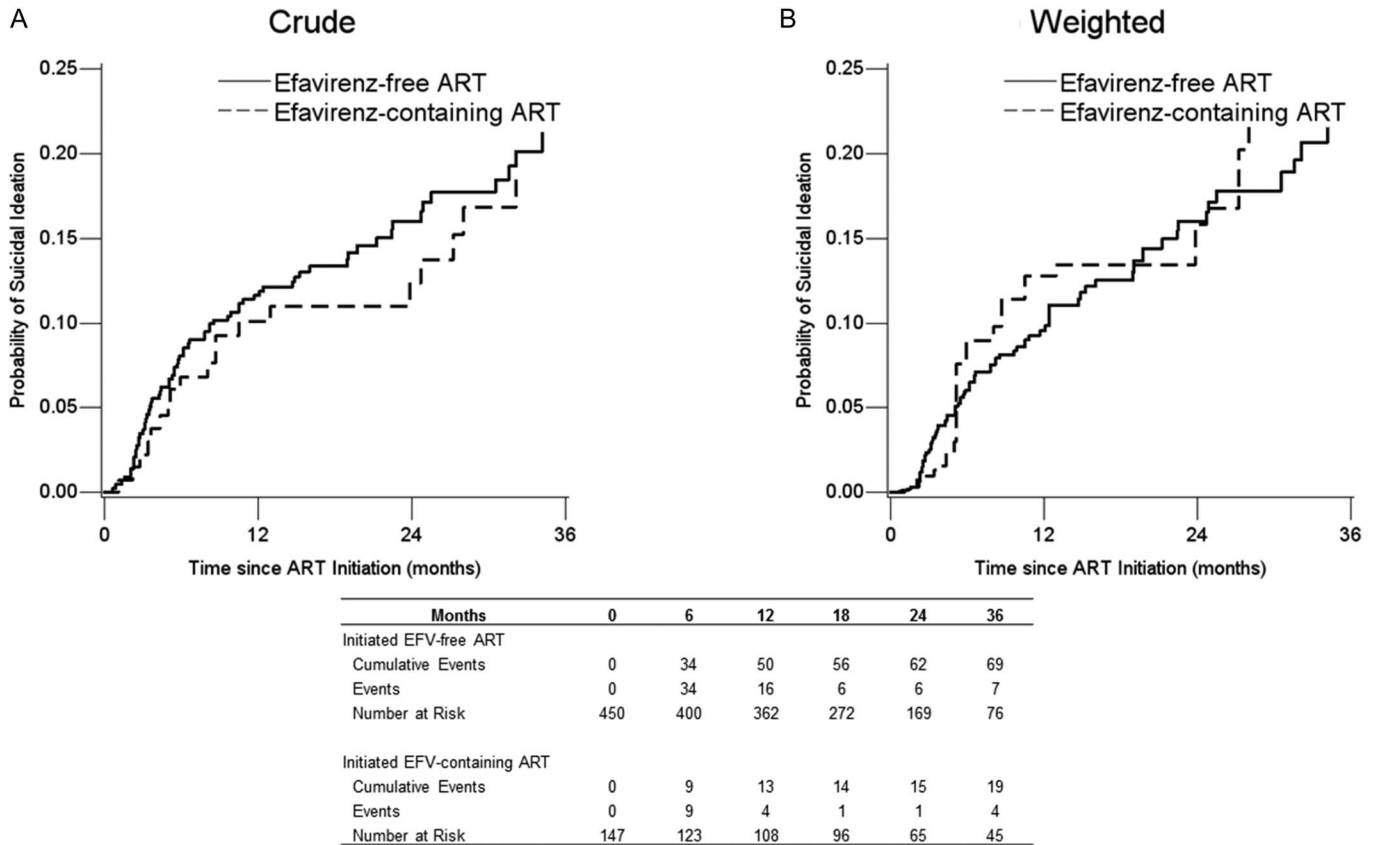 A
Crude
0.25
0.20
0.15
0.10
0.05
0.00
Probability of Suicidal Ideation
Efavirenz-free ART
Efavirenz-containing ART
0 12 24 36
Time since ART Initiation (months)
B
Weighted
0.25
0.20
0.15
0.10
0.05
0.00
Probability of Suicidal Ideation
Efavirenz-free ART
Efavirenz-containing ART
0 12 24 36
Time since ART Initiation (months)
Months 0 6 12 18 24 36
Initiated EFV-free ART
Cumulative Events 0 34 50 56 62 69
Events 0 34 16 6 6 7
Number at Risk 450 400 362 272 169 76
Initiated EFV-containing ART
Cumulative Events 0 9 13 14 15 19
Events 0 9 4 1 1 4
Number at Risk 147 123 108 96 65 45